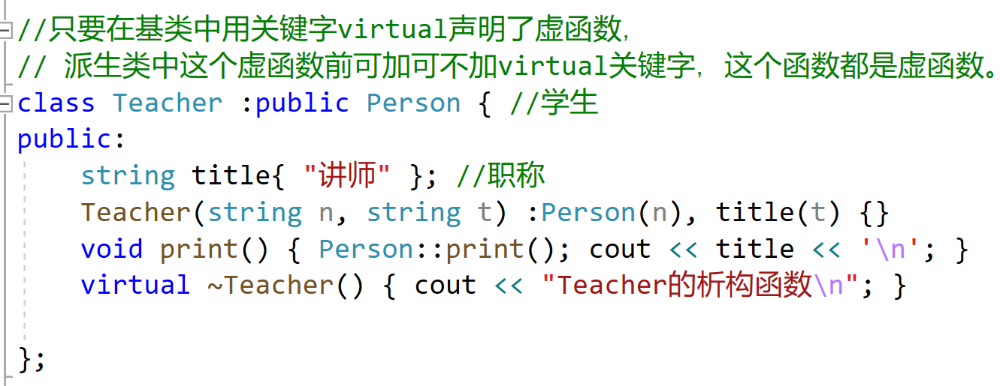 //只要在基类中用关键字virtual声明了虚函数，
// 派生类中这个虚函数前可加可不加virtual关键字，这个函数都是虚函数。
class Teacher :public Person { //学生
public:
    string title{ "讲师" }; //职称
    Teacher(string n, string t) :Person(n), title(t) {}
    void print() { Person::print(); cout << title << '\n'; }
    virtual ~Teacher() { cout << "Teacher的析构函数\n"; }
};